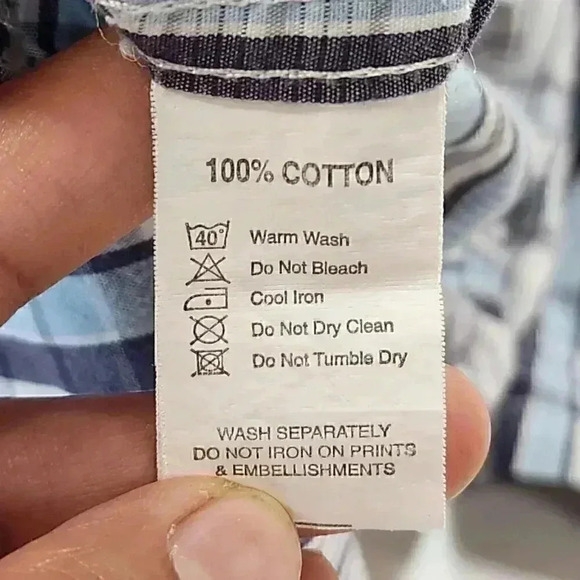 100% COTTON
40° Warm Wash
Do Not Bleach
Cool Iron
Do Not Dry Clean
Do Not Tumble Dry
WASH SEPARATELY
DO NOT IRON ON PRINTS
& EMBELLISHMENTS